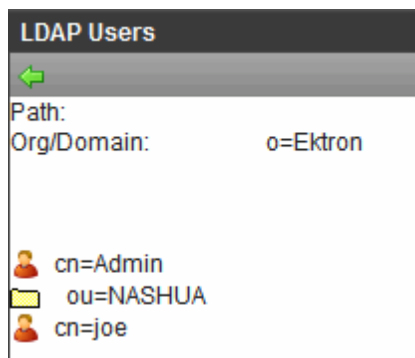 LDAP Users
Path:
Org/Domain: o=Ektron
cn=Admin
ou=NASHUA
cn=joe